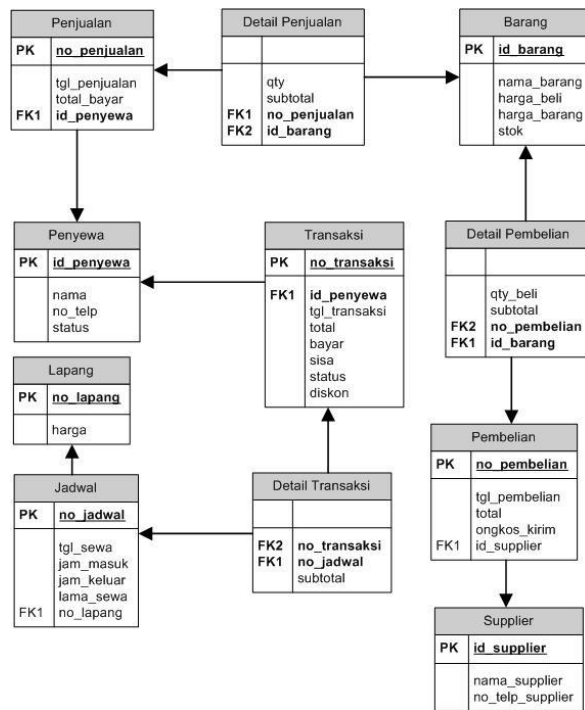 Penjualan
PK no_penjualan
tgl_penjualan
total_bayar
FK1 id_penyewa
Detail Penjualan
qty
subtotal
FK1 no_penjualan
FK2 id_barang
Barang
PK id_barang
nama_barang
harga_beli
harga_barang
stok
Penyewa
PK id_penyewa
nama
no_telp
status
Transaksi
PK no_transaksi
FK1 id_penyewa
tgl_transaksi
total
bayar
sisa
status
diskon
Detail Pembelian
qty_beli
subtotal
FK2 no_pembelian
FK1 id_barang
Lapang
PK no_lapang
harga
Jadwal
PK no_jadwal
tgl_sewa
jam_masuk
jam_keluar
lama_sewa
FK1 no_lapang
Detail Transaksi
FK2 no_transaksi
FK1 no_jadwal
subtotal
Pembelian
PK no_pembelian
tgl_pembelian
total
ongkos_kirim
FK1 id_supplier
Supplier
PK id_supplier
nama_supplier
no_telp_supplier